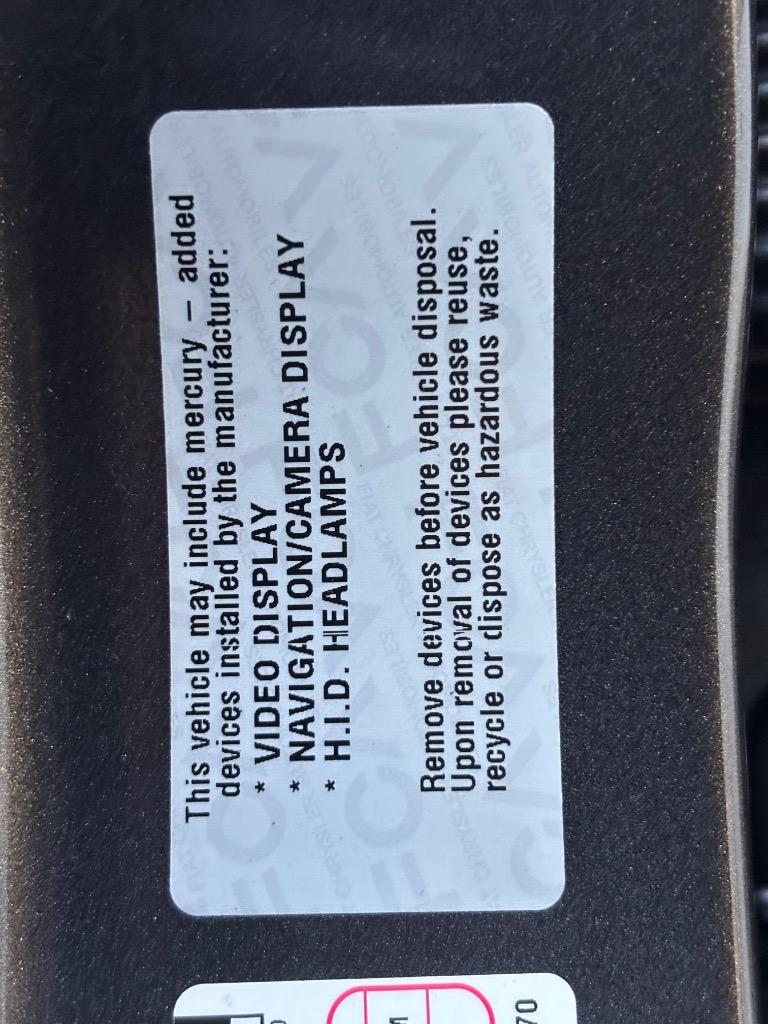 This vehicle may include mercury – added
devices installed by the manufacturer:
* VIDEO DISPLAY
* NAVIGATION/CAMERA DISPLAY
* H.I.D. HEADLAMPS
Remove devices before vehicle disposal.
Upon removal of devices please reuse,
recycle or dispose as hazardous waste.
70